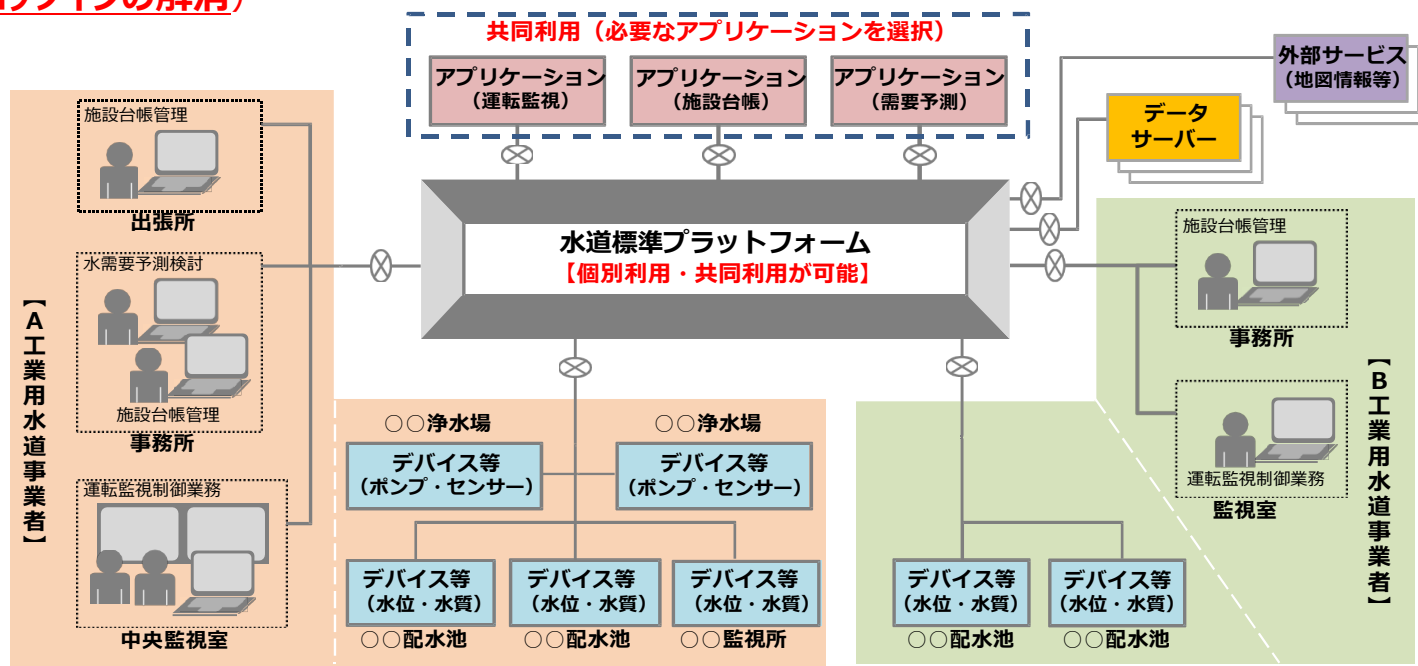 ロックインの解消）
共同利用（必要なアプリケーションを選択）
アプリケーション
（運転監視）
アプリケーション
（施設台帳）
アプリケーション
（需要予測）
外部サービス
（地図情報等）
データ
サーバー
水道標準プラットフォーム
【個別利用・共同利用が可能】
【A工業用水道事業者】
施設台帳管理
出張所
水需要予測検討
施設台帳管理
事務所
運転監視制御業務
中央監視室
○○浄水場
デバイス等
（ポンプ・センサー）
○○浄水場
デバイス等
（ポンプ・センサー）
デバイス等
（水位・水質）
○○配水池
デバイス等
（水位・水質）
○○配水池
デバイス等
（水位・水質）
○○監視所
デバイス等
（水位・水質）
○○配水池
デバイス等
（水位・水質）
○○配水池
施設台帳管理
事務所
運転監視制御業務
監視室
【B工業用水道事業者】